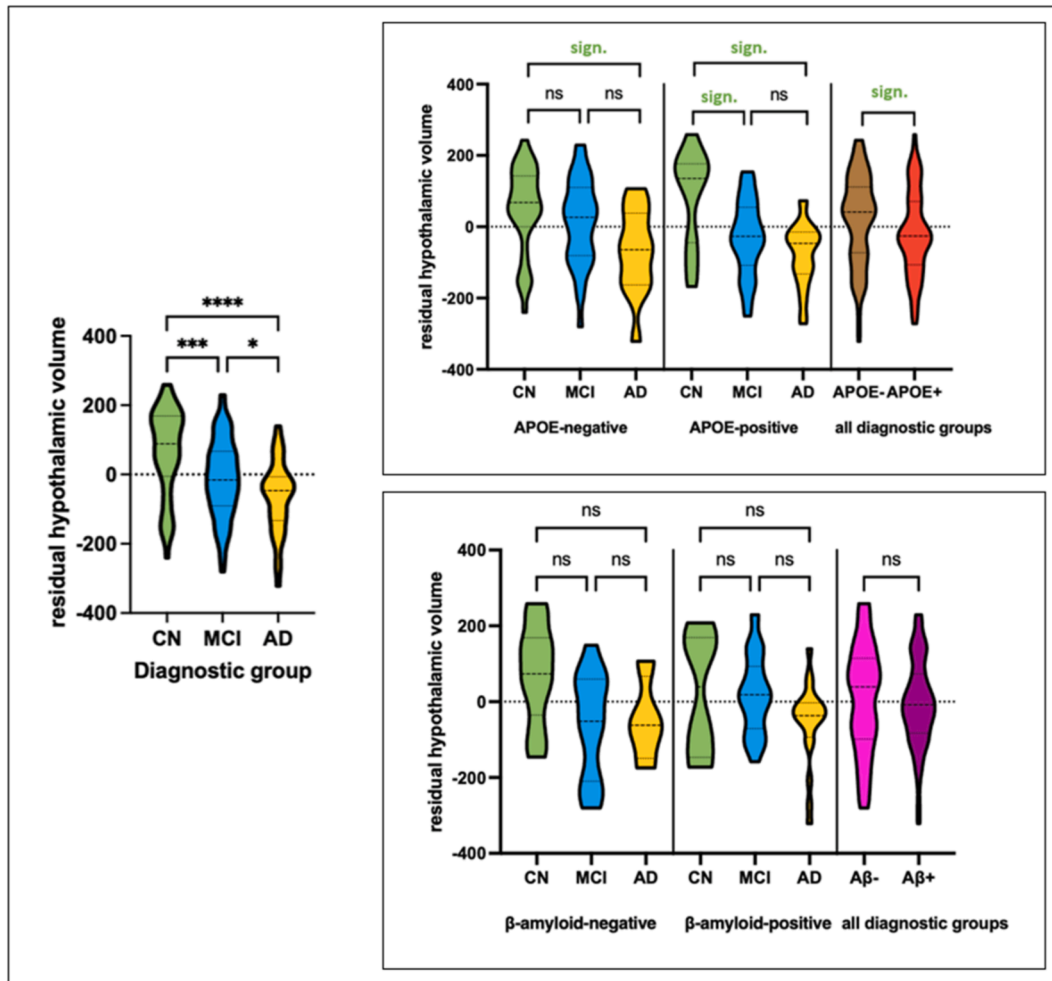 ****
*** *
400
200
0
-200
-400
residual hypothalamic volume
CN MCI AD
Diagnostic group
sign. sign.
ns ns sign. ns sign.
400
200
0
-200
-400
residual hypothalamic volume
CN MCI AD CN MCI AD APOE- APOE+
APOE-negative APOE-positive all diagnostic groups
ns ns
ns ns ns ns ns
400
200
0
-200
-400
residual hypothalamic volume
CN MCI AD CN MCI AD Aβ- Aβ+
β-amyloid-negative β-amyloid-positive all diagnostic groups